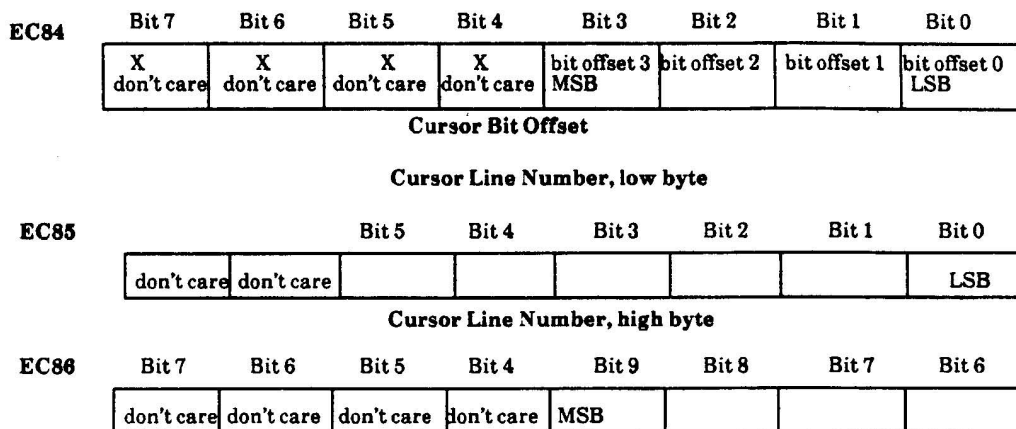 EC84 Bit 7 Bit 6 Bit 5 Bit 4 Bit 3 Bit 2 Bit 1 Bit 0
X X X X bit offset 3 bit offset 2 bit offset 1 bit offset 0
don't care don't care don't care don't care MSB LSB
Cursor Bit Offset
Cursor Line Number, low byte
EC85 Bit 5 Bit 4 Bit 3 Bit 2 Bit 1 Bit 0
don't care don't care LSB
Cursor Line Number, high byte
EC86 Bit 7 Bit 6 Bit 5 Bit 4 Bit 9 Bit 8 Bit 7 Bit 6
don't care don't care don't care don't care MSB